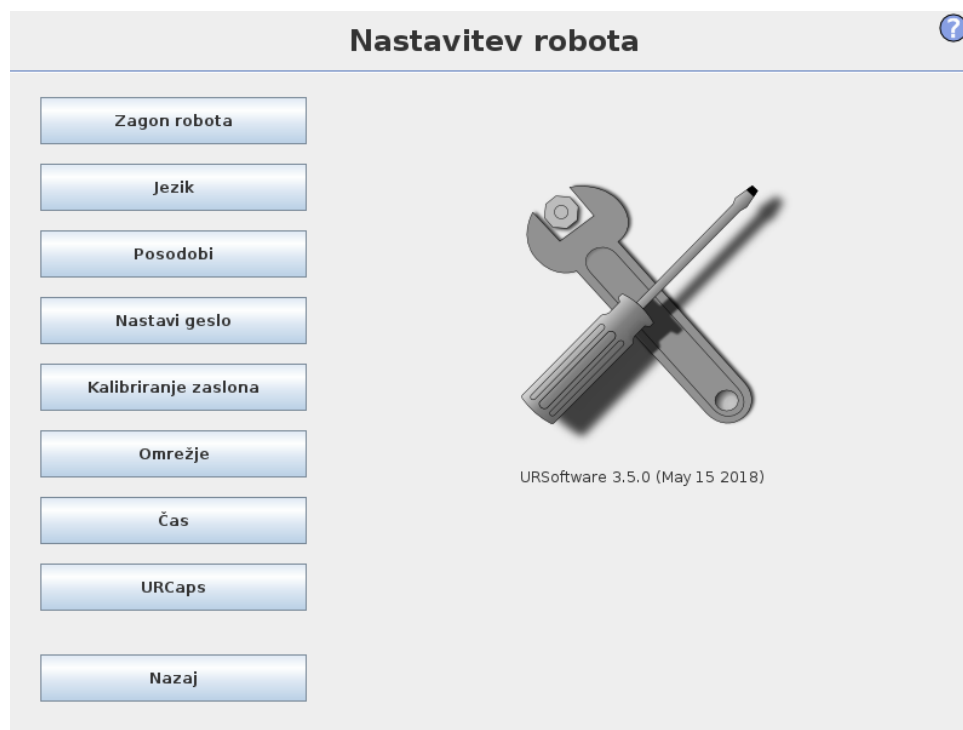 Nastavitev robota
?
Zagon robota
Jezik
Posodobi
Nastavi geslo
Kalibriranje zaslona
Omrežje
Čas
URCaps
Nazaj
URSoftware 3.5.0 (May 15 2018)